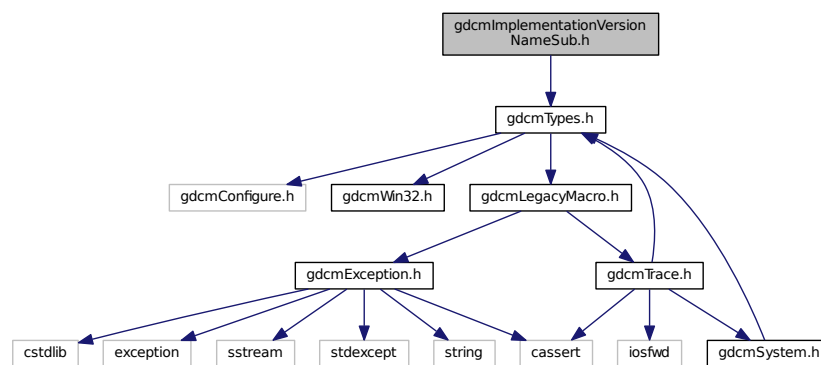 gdcmImplementationVersion
NameSub.h
gdcmTypes.h
gdcmConfigure.h
gdcmWin32.h
gdcmLegacyMacro.h
gdcmException.h
gdcmTrace.h
cstdlib
exception
sstream
stdexcept
string
cassert
iosfwd
gdcmSystem.h